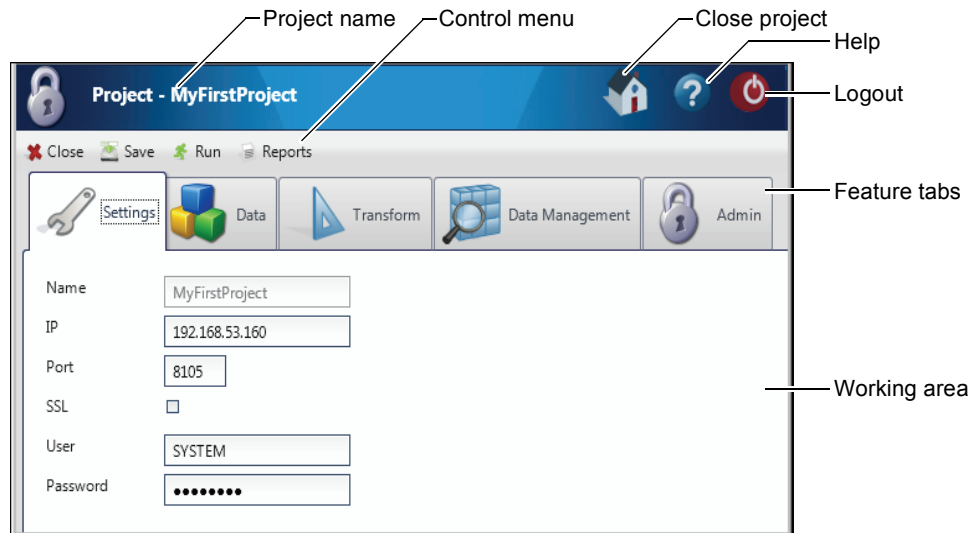 Project name
Control menu
Close project
Help
Logout
Project - MyFirstProject
Close Save Run Reports
Settings Data Transform Data Management Admin
Feature tabs
Name MyFirstProject
IP 192.168.53.160
Port 8105
SSL
Working area
User SYSTEM
Password ••••••••